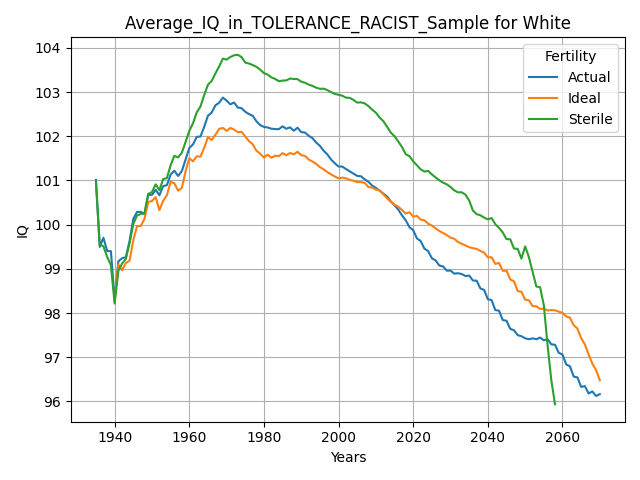 Average_IQ_in_TOLERANCE_RACIST_Sample for White
Fertility
Actual
Ideal
Sterile
IQ
104
103
102
101
100
99
98
97
96
1940
1960
1980
2000
2020
2040
2060
Years